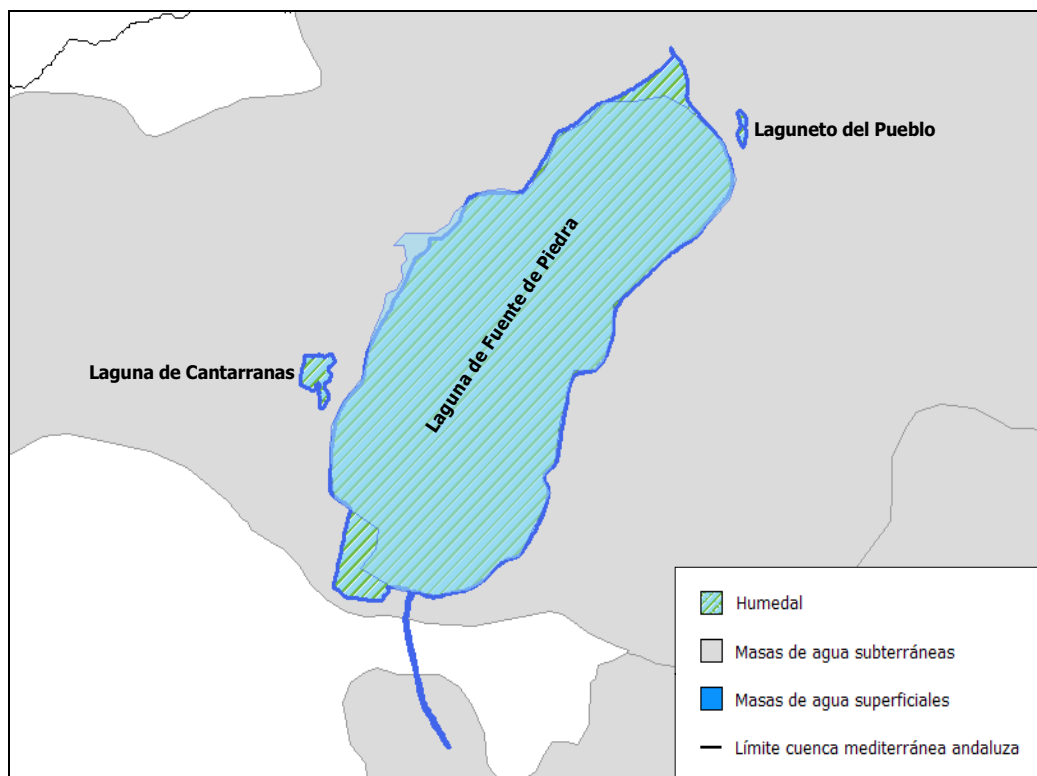 Laguneto del Pueblo
Laguna de Fuente de Piedra
Laguna de Cantarranas
Humedal
Masas de agua subterráneas
Masas de agua superficiales
Límite cuenca mediterránea andaluza